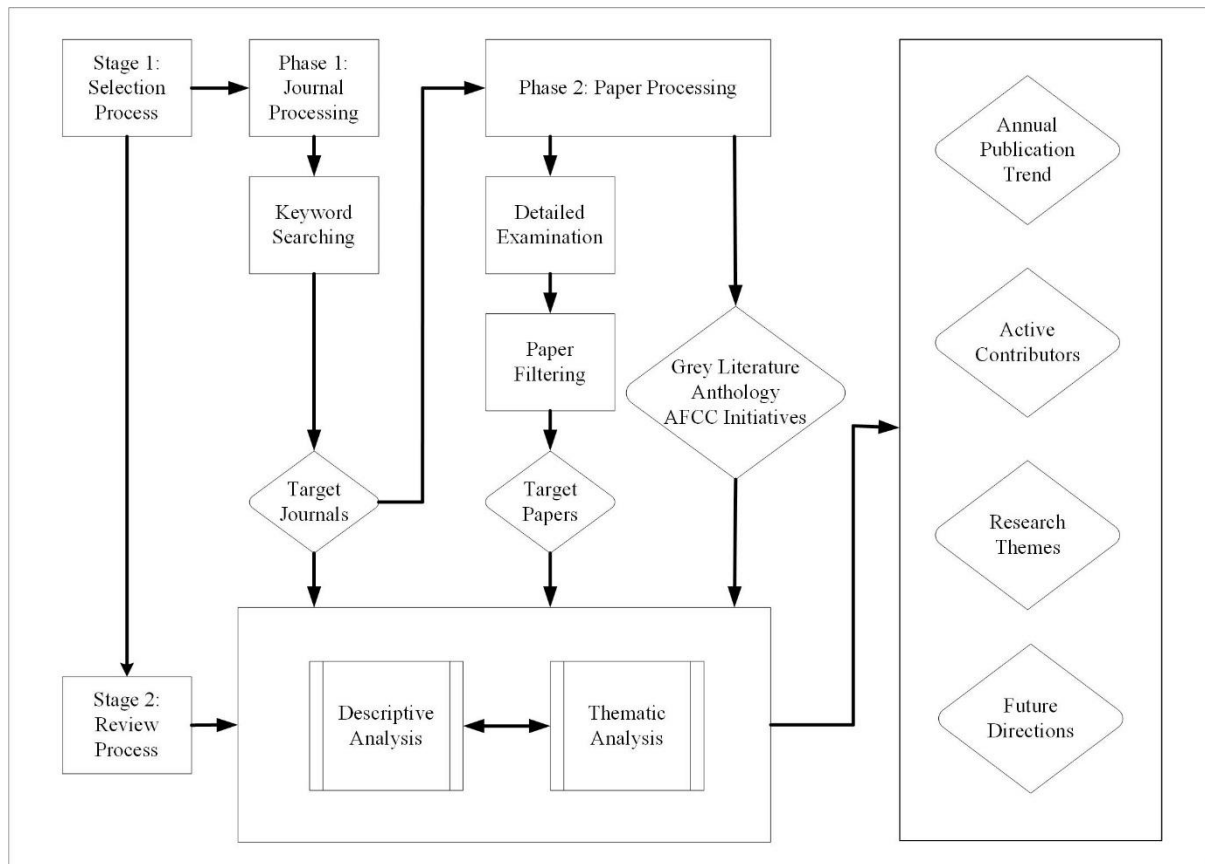 Stage 1:
Selection
Process
Phase 1:
Journal
Processing
Phase 2: Paper Processing
Keyword
Searching
Detailed
Examination
Paper
Filtering
Grey Literature
Anthology
AFCC Initiatives
Target
Journals
Target
Papers
Stage 2:
Review
Process
Descriptive
Analysis
Thematic
Analysis
Annual
Publication
Trend
Active
Contributors
Research
Themes
Future
Directions